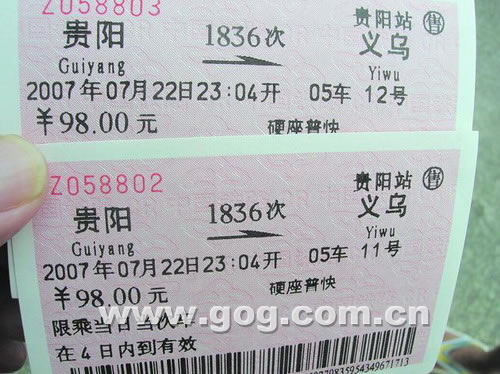 Z058803 贵阳站 售
贵阳 1836次 义乌
Guiyang Yiwu
2007年07月22日23:04开 05车 12号
￥98.00元 硬座普快
Z058802 贵阳站 售
贵阳 1836次 义乌
Guiyang Yiwu
2007年07月22日23:04开 05车 11号
￥98.00元 硬座普快
www.gog.com.cn
限乘当日当次车
在4日内到有效